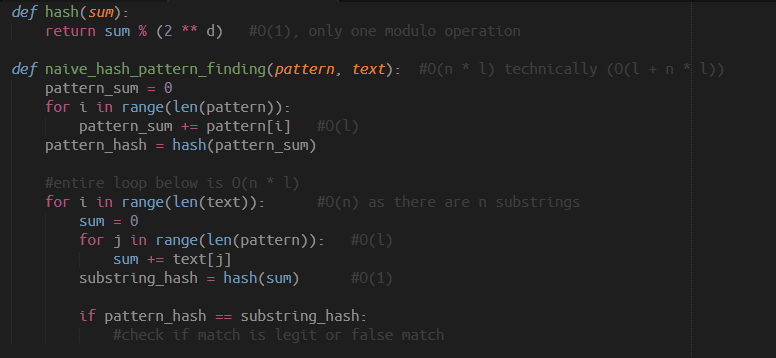 def hash(sum):
    return sum % (2 ** d)   #O(1), only one modulo operation
def naive_hash_pattern_finding(pattern, text):  #O(n * l) technically (O(l + n * l))
    pattern_sum = 0
    for i in range(len(pattern)):
        pattern_sum += pattern[i]   #O(l)
    pattern_hash = hash(pattern_sum)
    #entire loop below is O(n * l)
    for i in range(len(text)):      #O(n) as there are n substrings
        sum = 0
        for j in range(len(pattern)):   #O(l)
            sum += text[j]
        substring_hash = hash(sum)      #O(1)
        if pattern_hash == substring_hash:
            #check if match is legit or false match